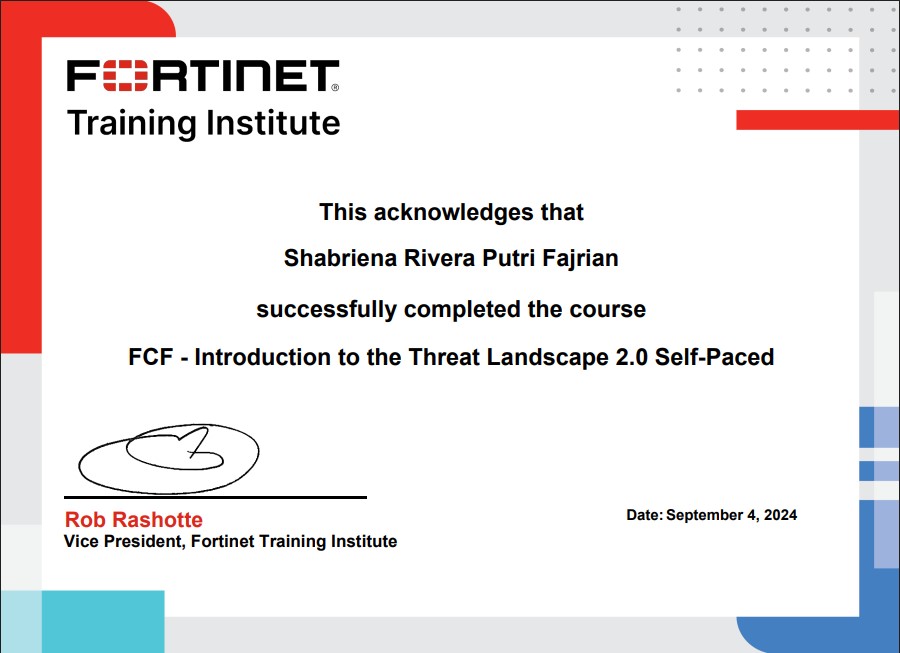 FORTINET®
Training Institute
This acknowledges that
Shabriena Rivera Putri Fajrian
successfully completed the course
FCF - Introduction to the Threat Landscape 2.0 Self-Paced
Rob Rashotte
Vice President, Fortinet Training Institute
Date: September 4, 2024